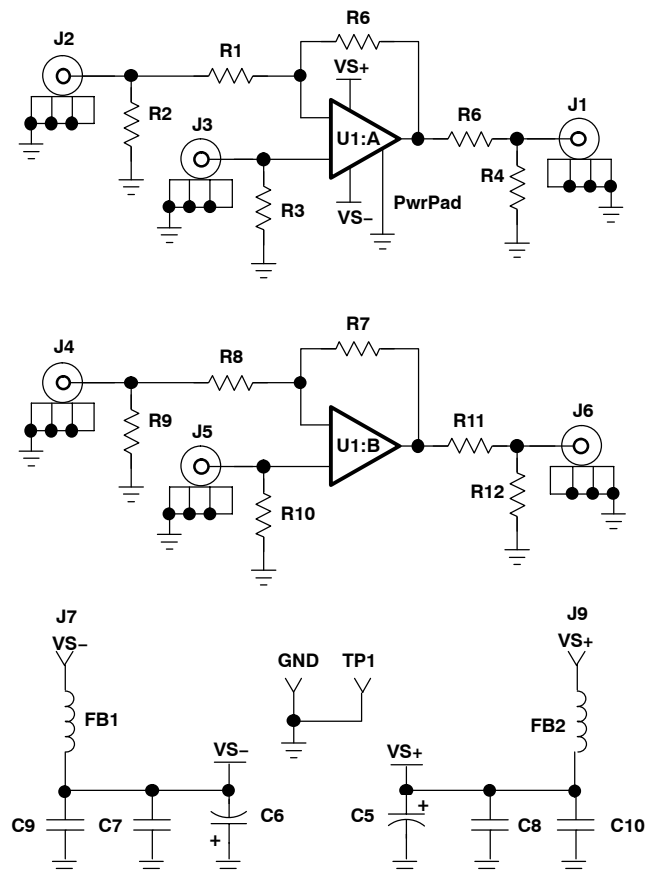 R6
J2
R1
VS+
J1
R2
J3
U1:A
R6
R4
R3
VS−
PwrPad
R7
J4
R8
R9
J5
U1:B
R11
J6
R10
R12
J7
VS−
J9
VS+
GND
TP1
FB1
FB2
VS−
VS+
C9
C7
C6
+
C5
+
C8
C10